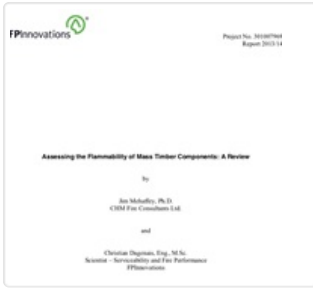 FPInnovations
Project No. 301007969
Report 2013/14
Assessing the Flammability of Mass Timber Components: A Review
by
Jim Mehaffey, Ph.D.
CHM Fire Consultants Ltd.
and
Christian Dagenais, Eng., M.Sc.
Scientist – Serviceability and Fire Performance
FPInnovations